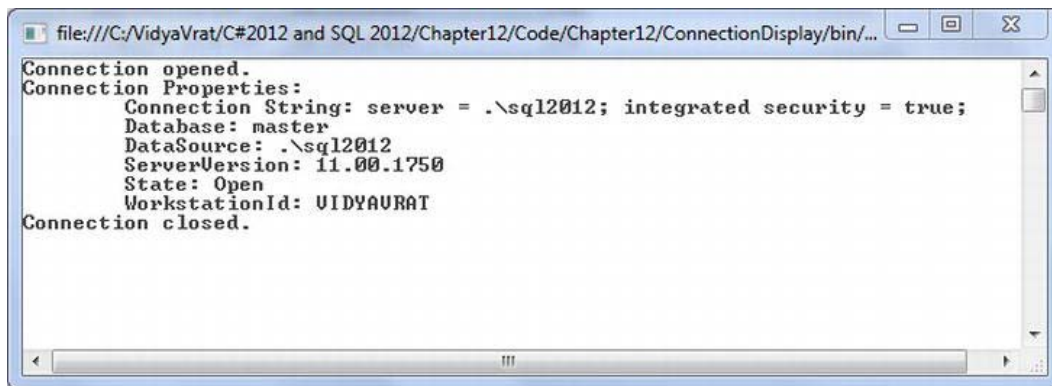 file:///C:/VidyaVrat/C#2012 and SQL 2012/Chapter12/Code/Chapter12/ConnectionDisplay/bin/...
Connection opened.
Connection Properties:
Connection String: server = .\sql2012; integrated security = true;
Database: master
DataSource: .\sql2012
ServerVersion: 11.00.1750
State: Open
WorkstationId: VIDYAVRAT
Connection closed.